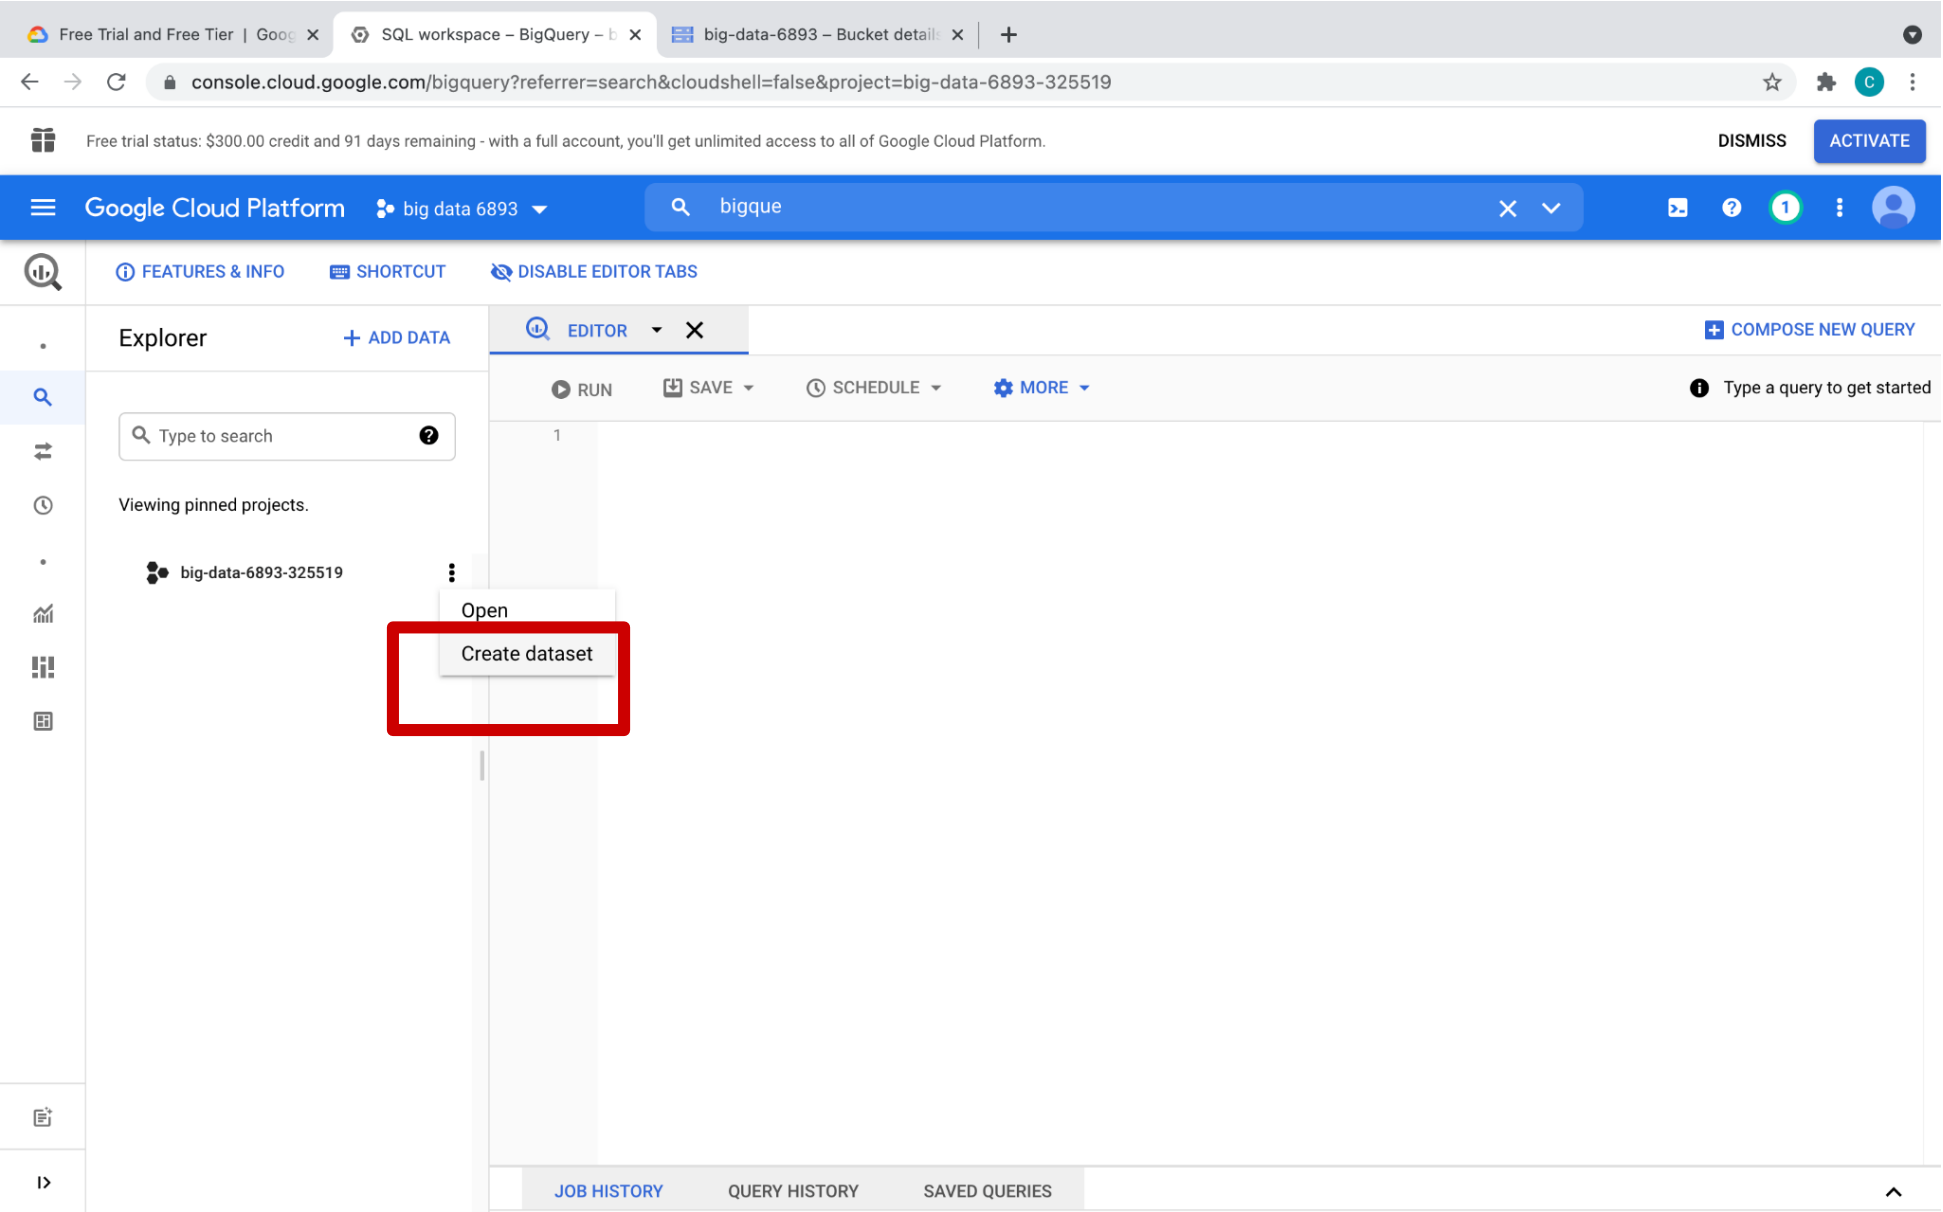 Free Trial and Free Tier | Goog
SQL workspace – BigQuery – b
big-data-6893 – Bucket details
console.cloud.google.com/bigquery?referrer=search&cloudshell=false&project=big-data-6893-325519
C
Free trial status: $300.00 credit and 91 days remaining - with a full account, you'll get unlimited access to all of Google Cloud Platform.
DISMISS
ACTIVATE
Google Cloud Platform
big data 6893
bigque
1
FEATURES & INFO
SHORTCUT
DISABLE EDITOR TABS
Explorer
+ ADD DATA
EDITOR
COMPOSE NEW QUERY
RUN
SAVE
SCHEDULE
MORE
Type a query to get started
1
Type to search
Viewing pinned projects.
big-data-6893-325519
Open
Create dataset
JOB HISTORY
QUERY HISTORY
SAVED QUERIES